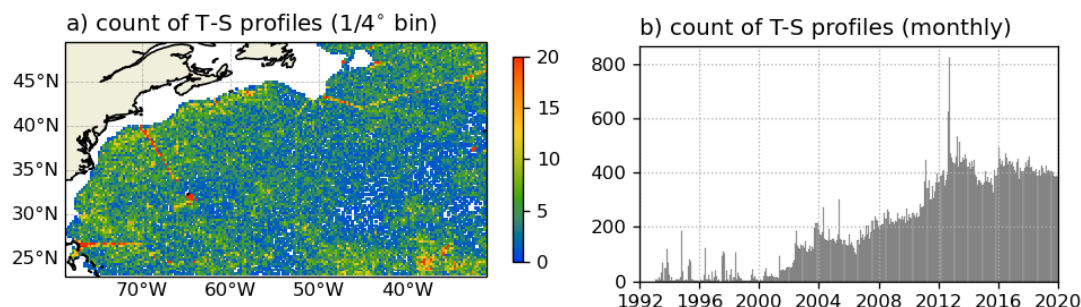 a) count of T-S profiles (1/4° bin)
45°N
40°N
35°N
30°N
25°N
70°W 60°W 50°W 40°W
20
15
10
5
0
b) count of T-S profiles (monthly)
800
600
400
200
0
1992 1996 2000 2004 2008 2012 2016 2020